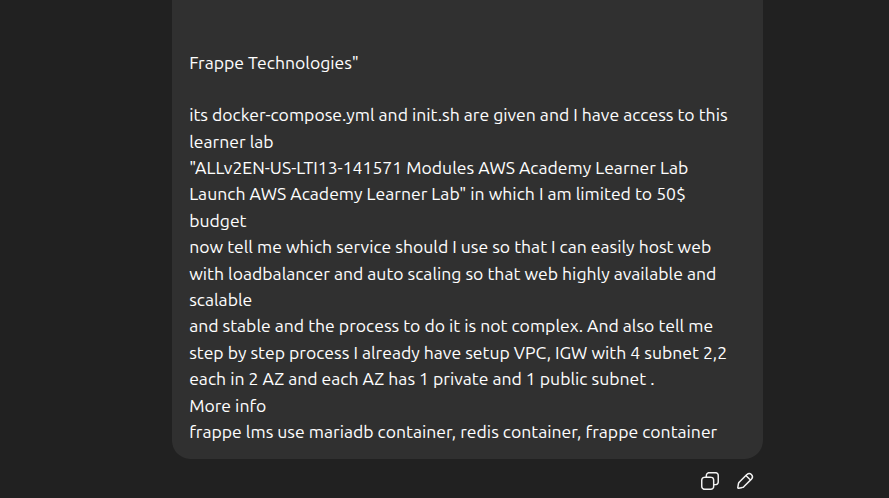 Frappe Technologies"
its docker-compose.yml and init.sh are given and I have access to this
learner lab
"ALLv2EN-US-LTI13-141571 Modules AWS Academy Learner Lab
Launch AWS Academy Learner Lab" in which I am limited to 50$
budget
now tell me which service should I use so that I can easily host web
with loadbalancer and auto scaling so that web highly available and
scalable
and stable and the process to do it is not complex. And also tell me
step by step process I already have setup VPC, IGW with 4 subnet 2,2
each in 2 AZ and each AZ has 1 private and 1 public subnet .
More info
frappe lms use mariadb container, redis container, frappe container